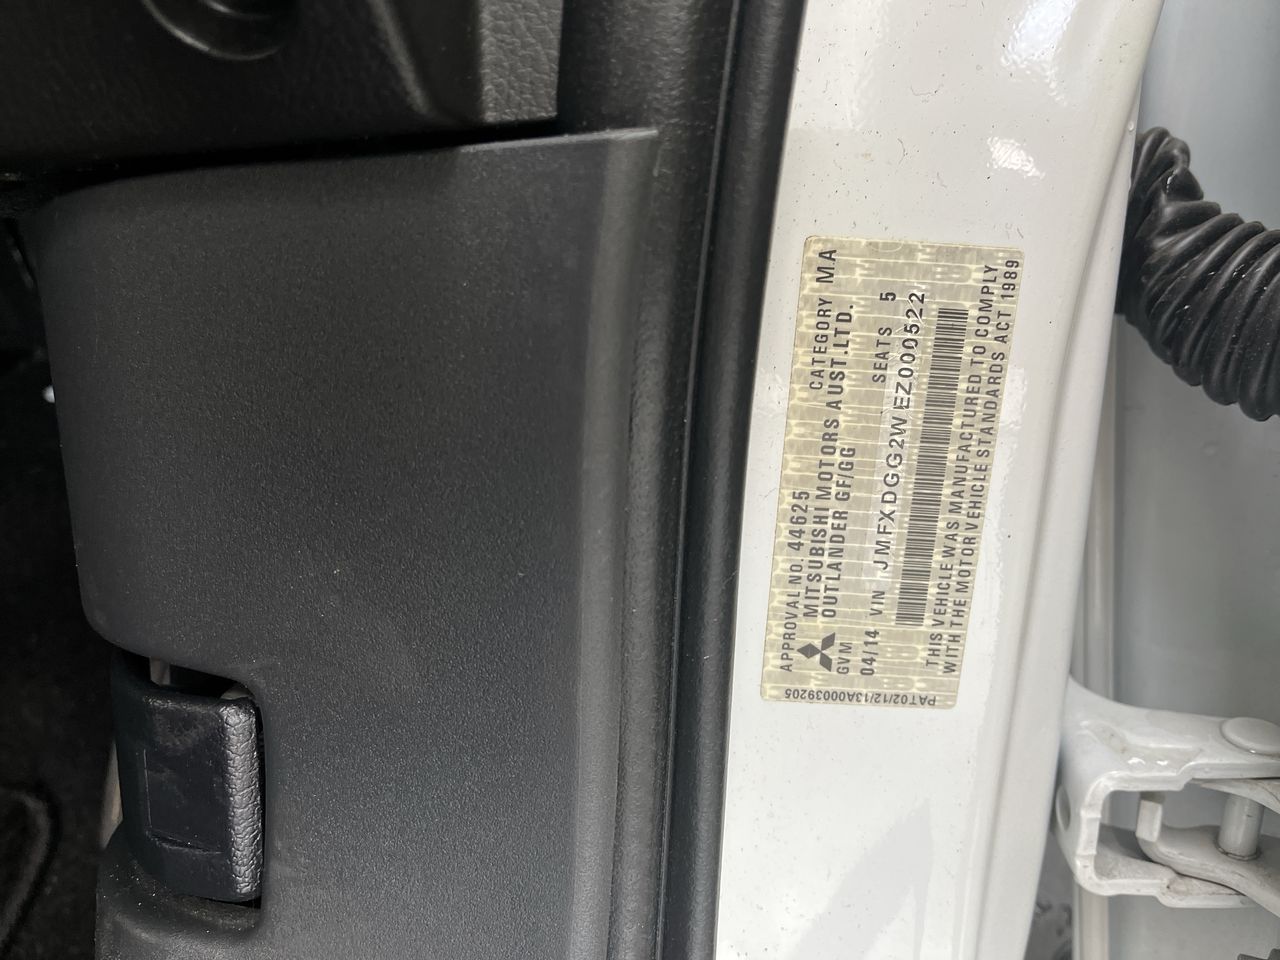 APPROVAL NO. 44625 CATEGORY MA
MITSUBISHI MOTORS AUST.LTD.
OUTLANDER GF/GG
GVM SEATS 5
04/14 VIN JMFXDGG2WEZ000522
THIS VEHICLE WAS MANUFACTURED TO COMPLY
WITH THE MOTOR VEHICLE STANDARDS ACT 1989
PAT02/12/13A00039205